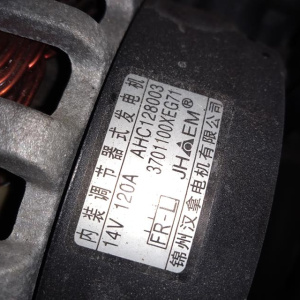 内装调节器式发电机
14V 120A AHC128003
3701100XEG71
FR-L JHOEM®
锦州汉拿电机有限公司